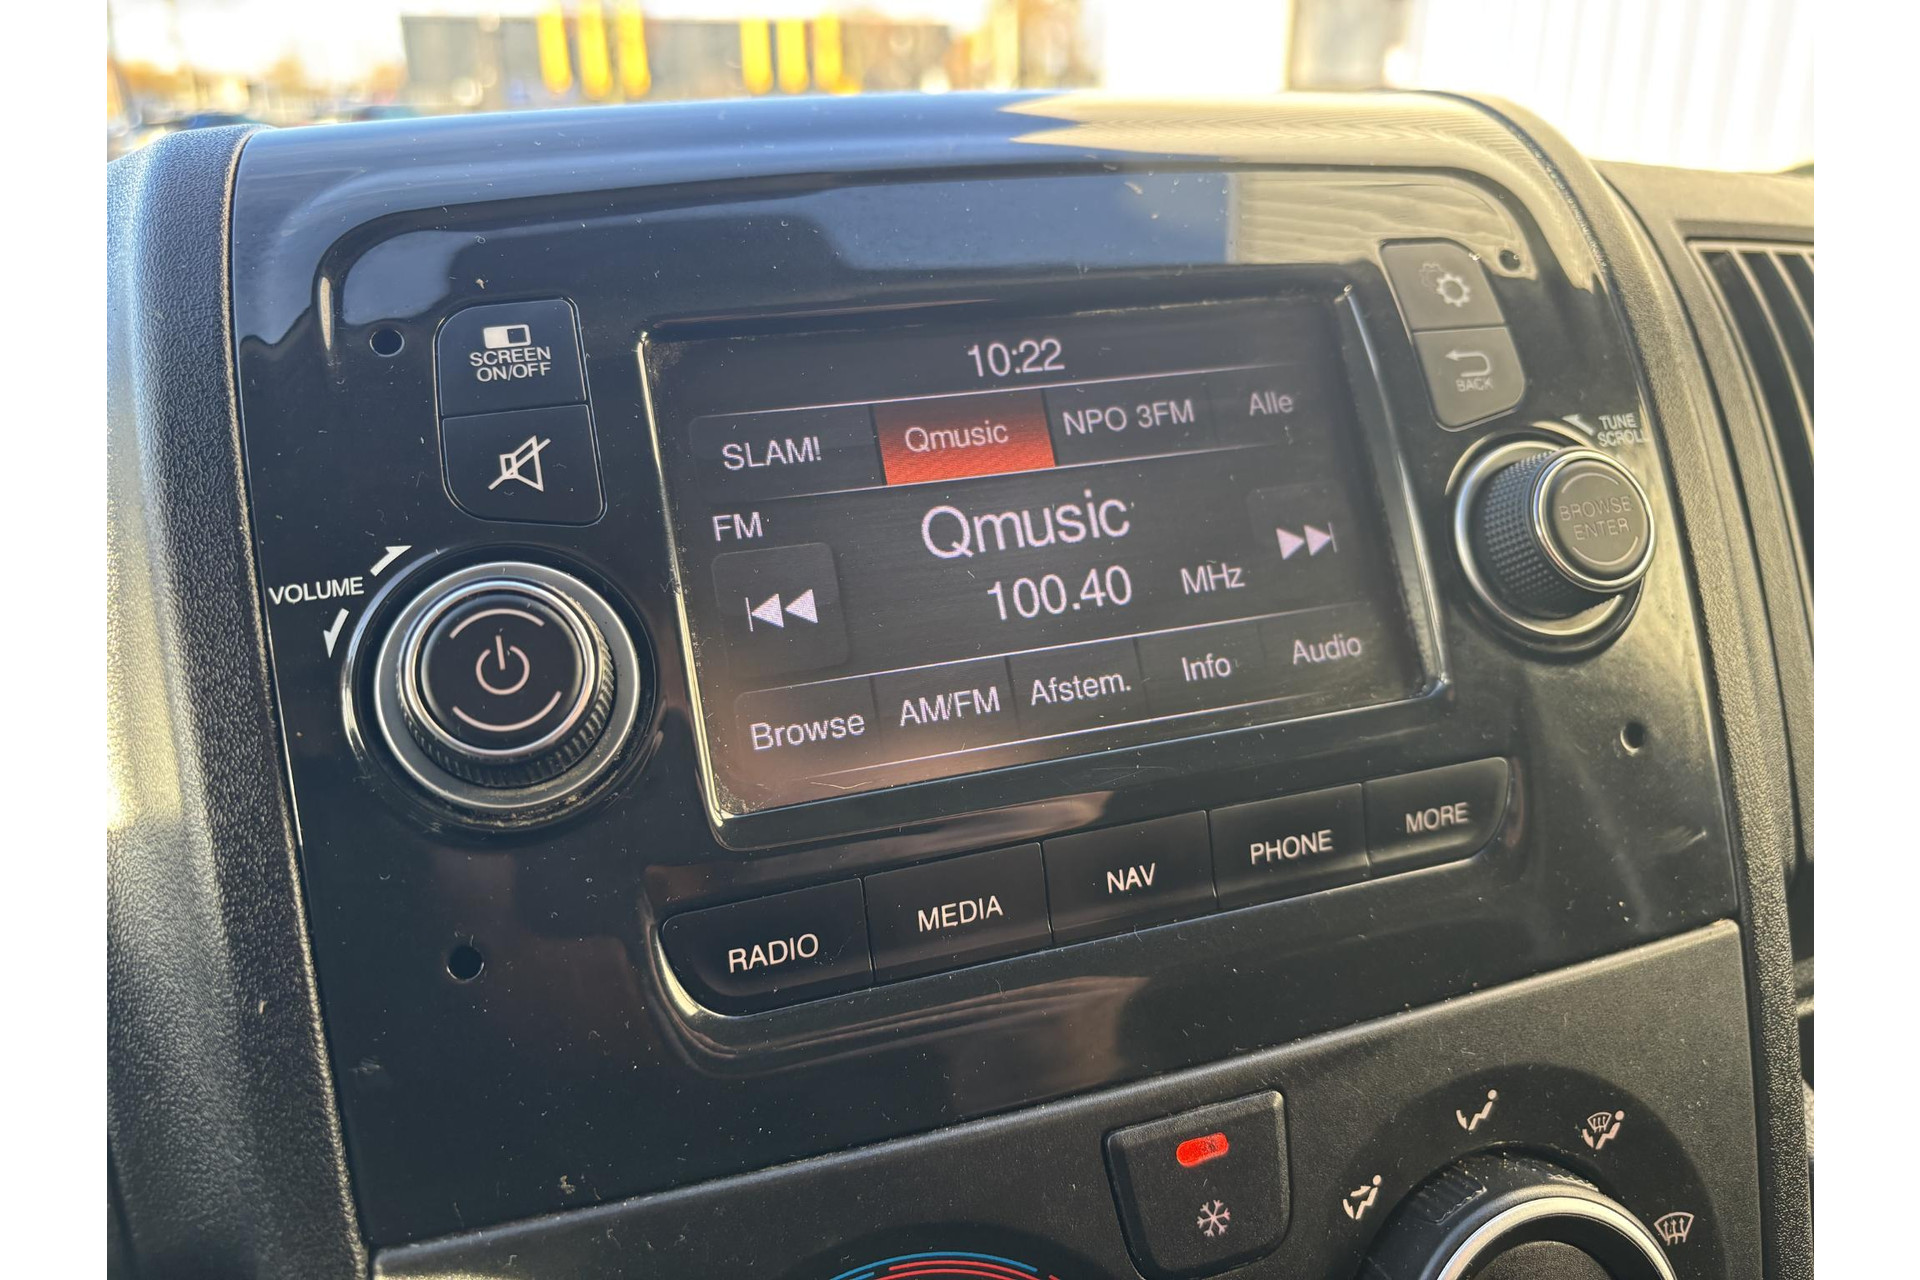 SCREEN
ON/OFF
VOLUME
10:22
SLAM! Qmusic NPO 3FM Alle
FM
Qmusic
100.40 MHz
Browse AM/FM Afstem. Info Audio
BACK
TUNE
SCROLL
BROWSE
ENTER
RADIO MEDIA NAV PHONE MORE